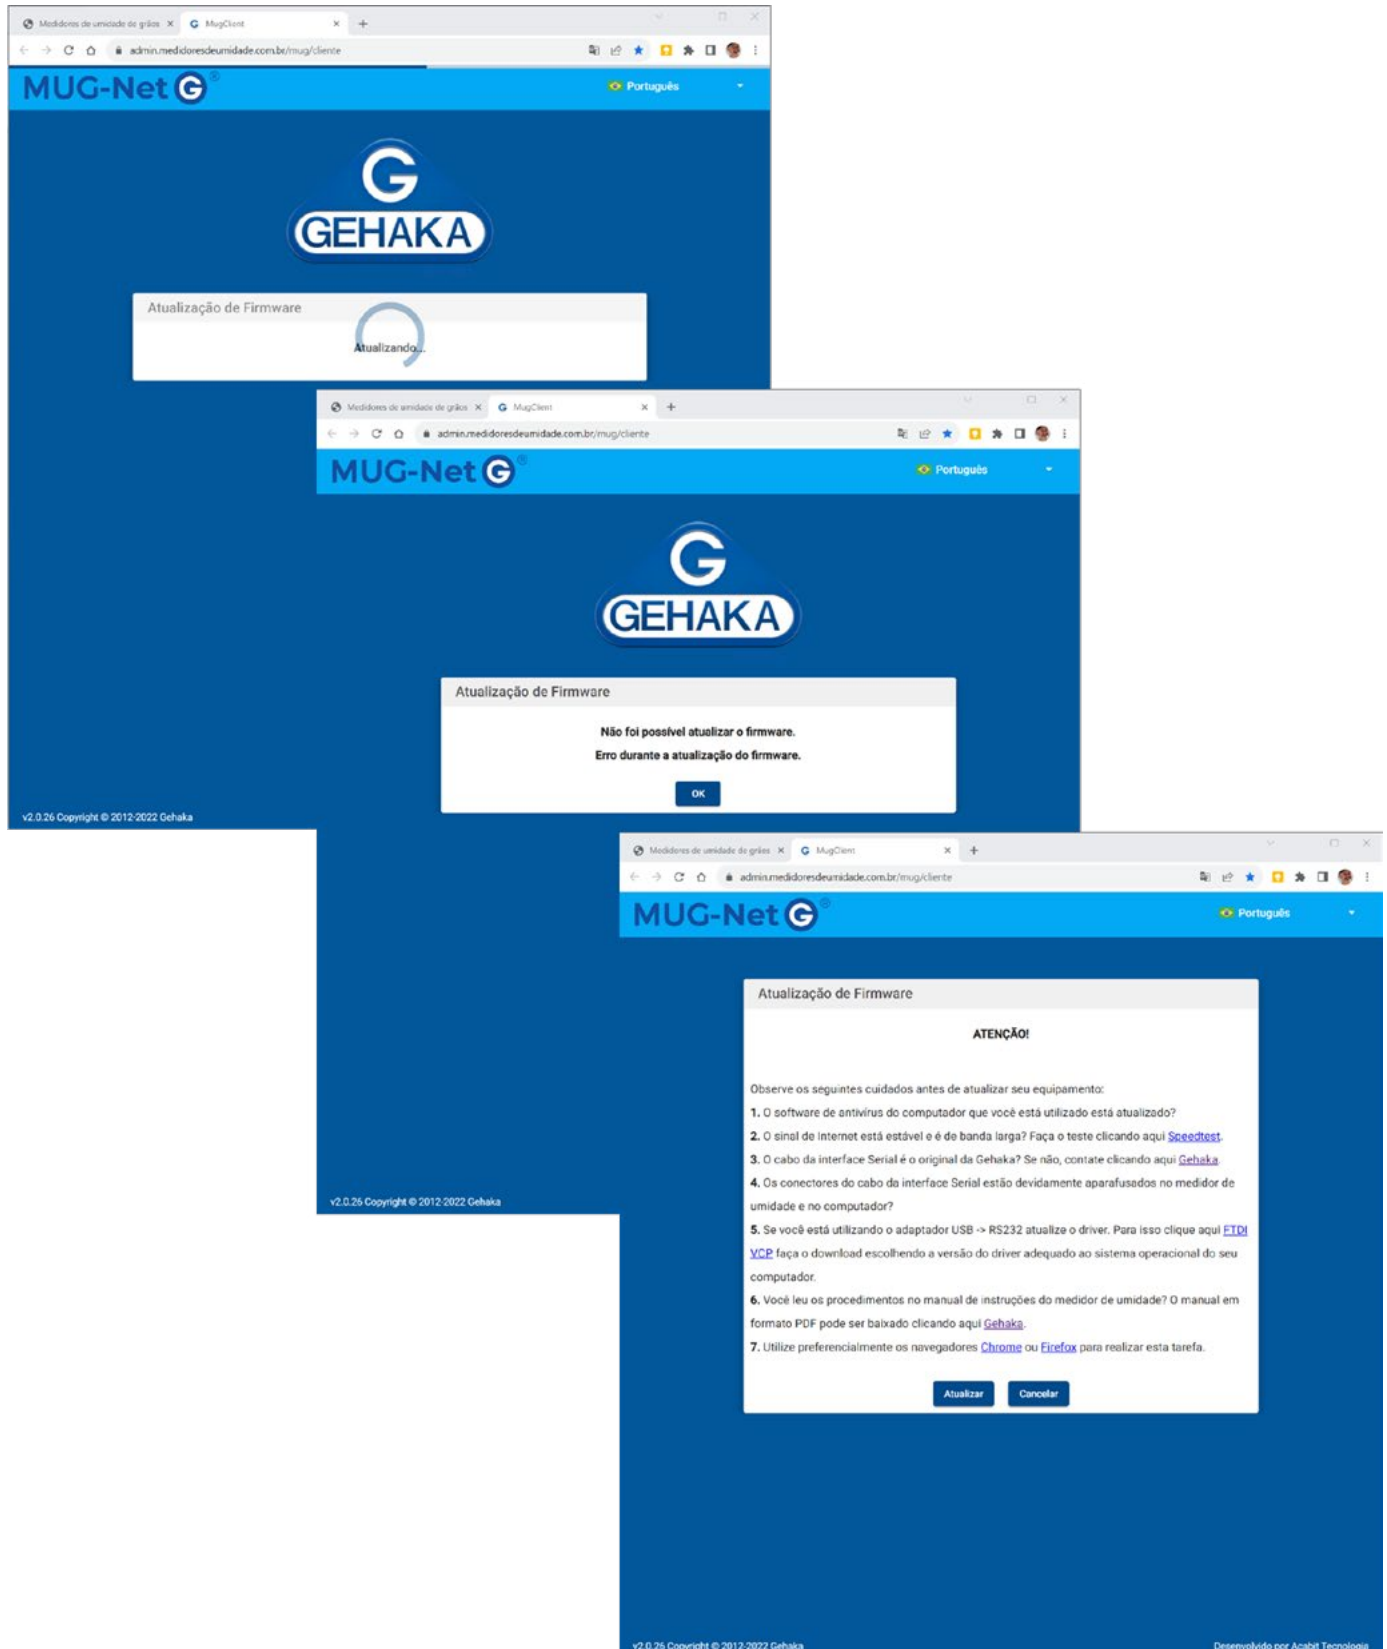 Medidores de umidade de grãos
MugClient
admin.medidoresdeumidade.com.br/mug/cliente
MUG-Net G®
Português
G
GEHAKA
Atualização de Firmware
Atualizando...
v2.0.26 Copyright © 2012-2022 Gehaka
Medidores de umidade de grãos
MugClient
admin.medidoresdeumidade.com.br/mug/cliente
MUG-Net G®
Português
G
GEHAKA
Atualização de Firmware
Não foi possível atualizar o firmware.
Erro durante a atualização do firmware.
OK
v2.0.26 Copyright © 2012-2022 Gehaka
Medidores de umidade de grãos
MugClient
admin.medidoresdeumidade.com.br/mug/cliente
MUG-Net G®
Português
Atualização de Firmware
ATENÇÃO!
Observe os seguintes cuidados antes de atualizar seu equipamento:
1. O software de antivírus do computador que você está utilizado está atualizado?
2. O sinal de Internet está estável e é de banda larga? Faça o teste clicando aqui Speedtest.
3. O cabo da interface Serial é o original da Gehaka? Se não, contate clicando aqui Gehaka.
4. Os conectores do cabo da interface Serial estão devidamente aparafusados no medidor de
umidade e no computador?
5. Se você está utilizando o adaptador USB -> RS232 atualize o driver. Para isso clique aqui FTDI
VCP faça o download escolhendo a versão do driver adequado ao sistema operacional do seu
computador.
6. Você leu os procedimentos no manual de instruções do medidor de umidade? O manual em
formato PDF pode ser baixado clicando aqui Gehaka.
7. Utilize preferencialmente os navegadores Chrome ou Firefox para realizar esta tarefa.
Atualizar
Cancelar
v2.0.26 Copyright © 2012-2022 Gehaka
Desenvolvido por Acabit Tecnologia